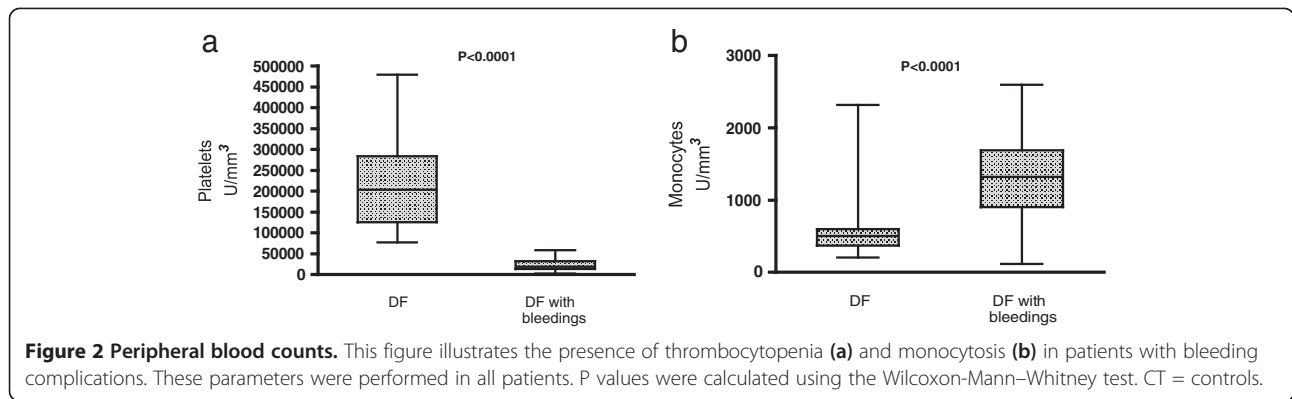 a
P<0.0001
500000
450000
400000
350000
300000
250000
200000
150000
100000
50000
0
Platelets
U/mm³
DF
DF with
bleedings
b
P<0.0001
3000
2000
1000
0
Monocytes
U/mm³
DF
DF with
bleedings
Figure 2 Peripheral blood counts. This figure illustrates the presence of thrombocytopenia (a) and monocytosis (b) in patients with bleeding
complications. These parameters were performed in all patients. P values were calculated using the Wilcoxon-Mann–Whitney test. CT = controls.